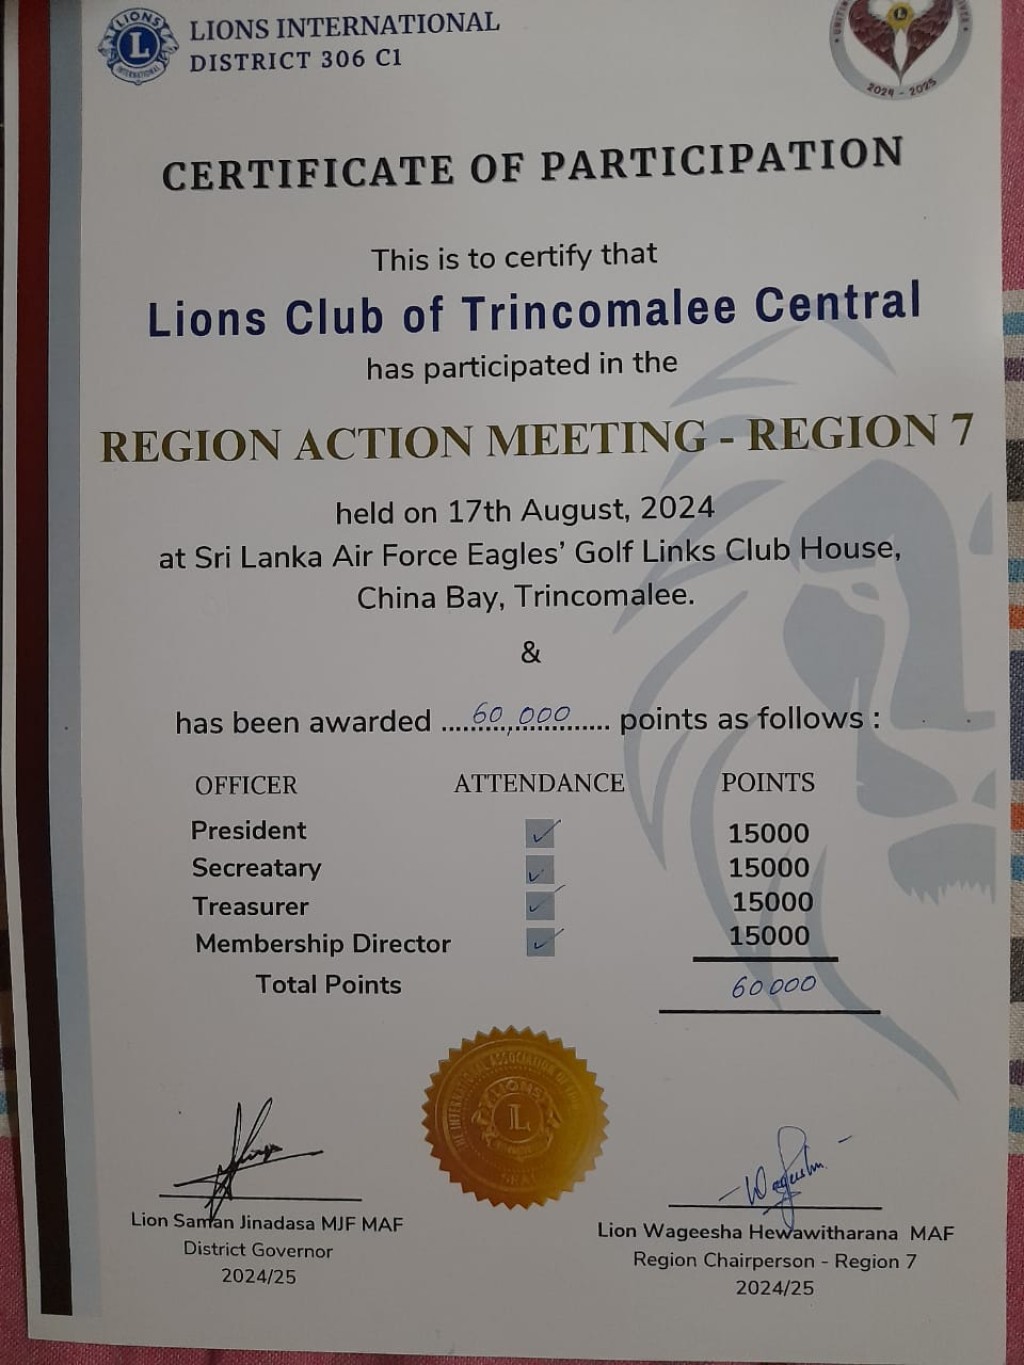 LIONS INTERNATIONAL
DISTRICT 306 C1
2024 - 2025
CERTIFICATE OF PARTICIPATION
This is to certify that
Lions Club of Trincomalee Central
has participated in the
REGION ACTION MEETING - REGION 7
held on 17th August, 2024
at Sri Lanka Air Force Eagles’ Golf Links Club House,
China Bay, Trincomalee.
&
has been awarded ....60,000.... points as follows :
OFFICER ATTENDANCE POINTS
President ✓ 15000
Secreatary ✓ 15000
Treasurer ✓ 15000
Membership Director ✓ 15000
Total Points 60000
LIONS
L
Lion Saman Jinadasa MJF MAF
District Governor
2024/25
Wageesha
Lion Wageesha Hewawitharana MAF
Region Chairperson - Region 7
2024/25